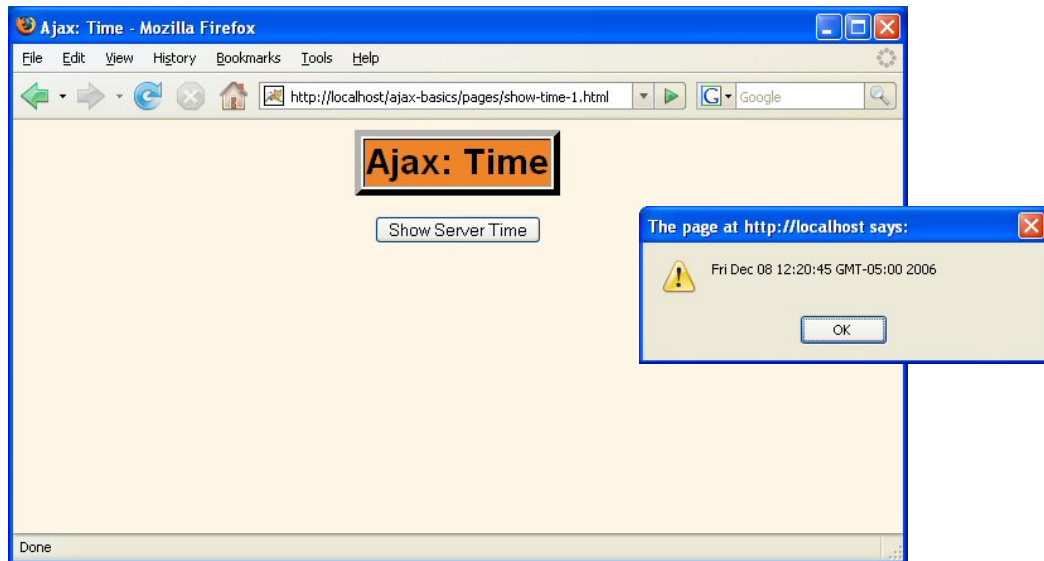 Ajax: Time - Mozilla Firefox
File Edit View History Bookmarks Tools Help
http://localhost/ajax-basics/pages/show-time-1.html G Google
Ajax: Time
Show Server Time
The page at http://localhost says:
Fri Dec 08 12:20:45 GMT-05:00 2006
OK
Done